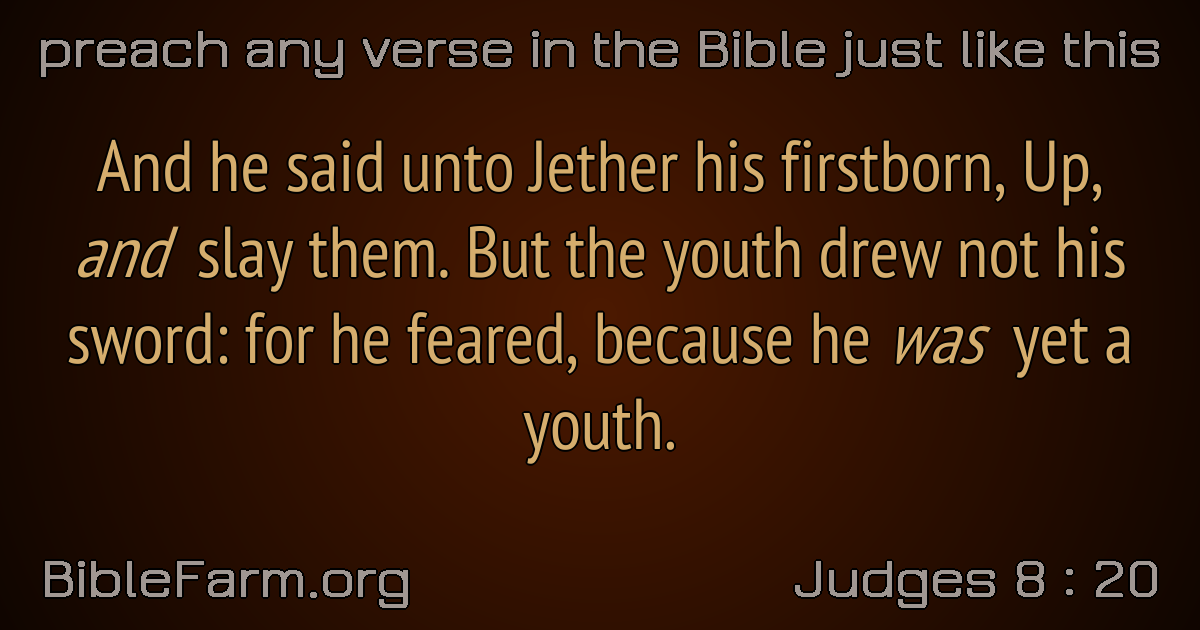 preach any verse in the Bible just like this
And he said unto Jether his firstborn, Up,
and slay them. But the youth drew not his
sword: for he feared, because he was yet a
youth.
BibleFarm.org
Judges 8 : 20